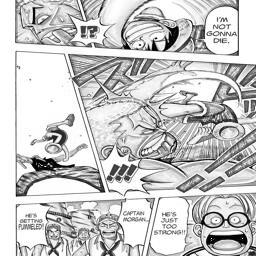 I'M NOT
GONNA
DIE.
!?
!!!
HE'S
GETTING
PUMMELED!
CAPTAIN
MORGAN...
HE'S
JUST
TOO
STRONG!!